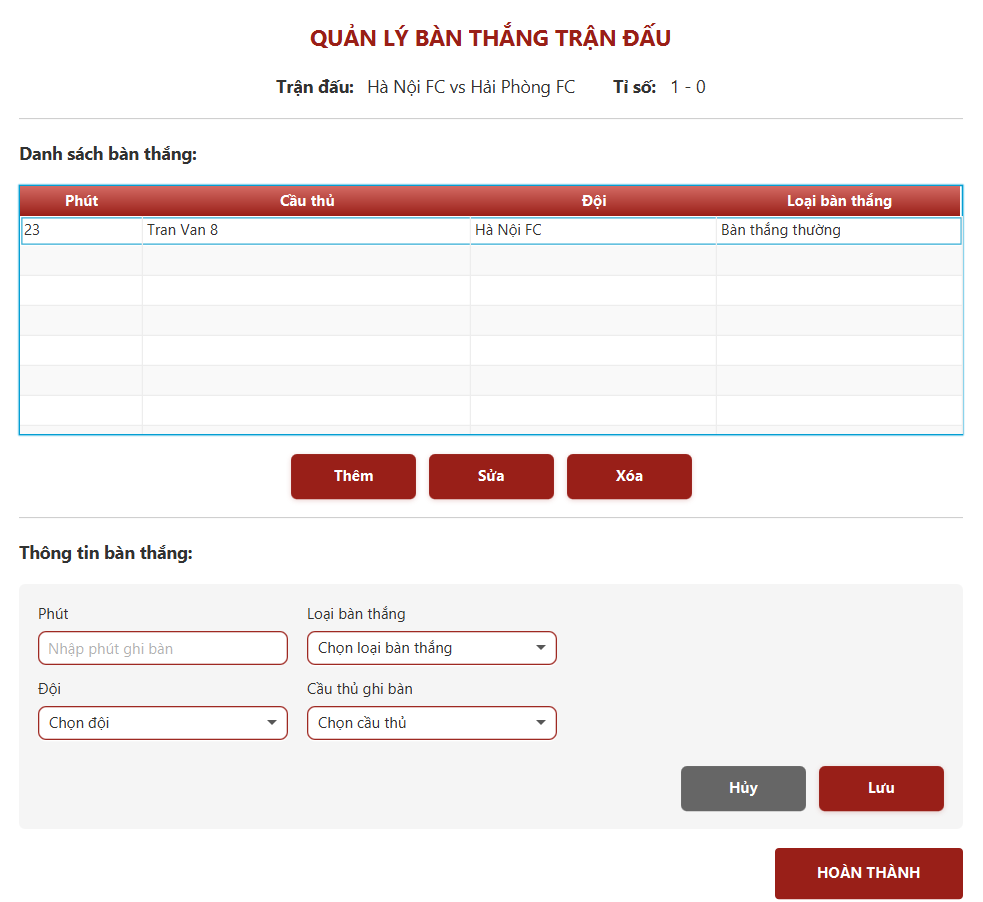 QUẢN LÝ BÀN THẮNG TRẬN ĐẤU
Trận đấu: Hà Nội FC vs Hải Phòng FC Tỉ số: 1 - 0
Danh sách bàn thắng:
Phút Cầu thủ Đội Loại bàn thắng
23 Tran Van 8 Hà Nội FC Bàn thắng thường
Thêm Sửa Xóa
Thông tin bàn thắng:
Phút Loại bàn thắng
Nhập phút ghi bàn Chọn loại bàn thắng
Đội Cầu thủ ghi bàn
Chọn đội Chọn cầu thủ
Hủy Lưu
HOÀN THÀNH